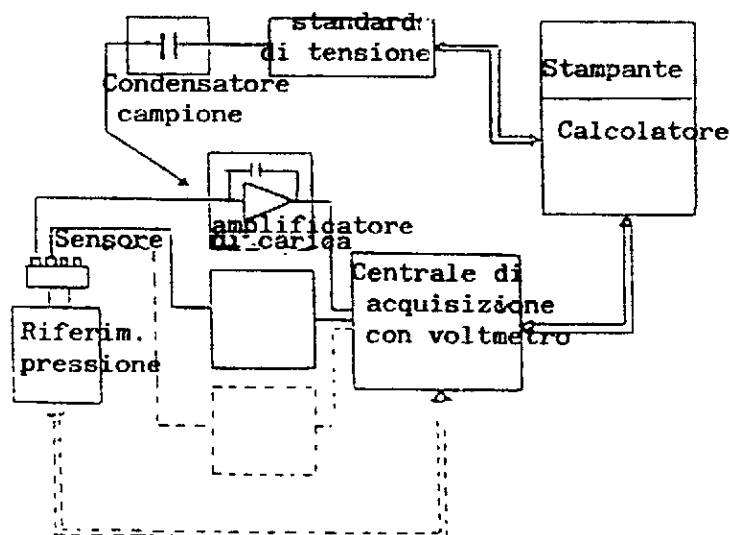 standard
di tensione
Condensatore
campione
Stampante
Calcolatore
amplificatore
di carica
Sensore
Centrale di
acquisizione
con voltmetro
Riferim.
pressione